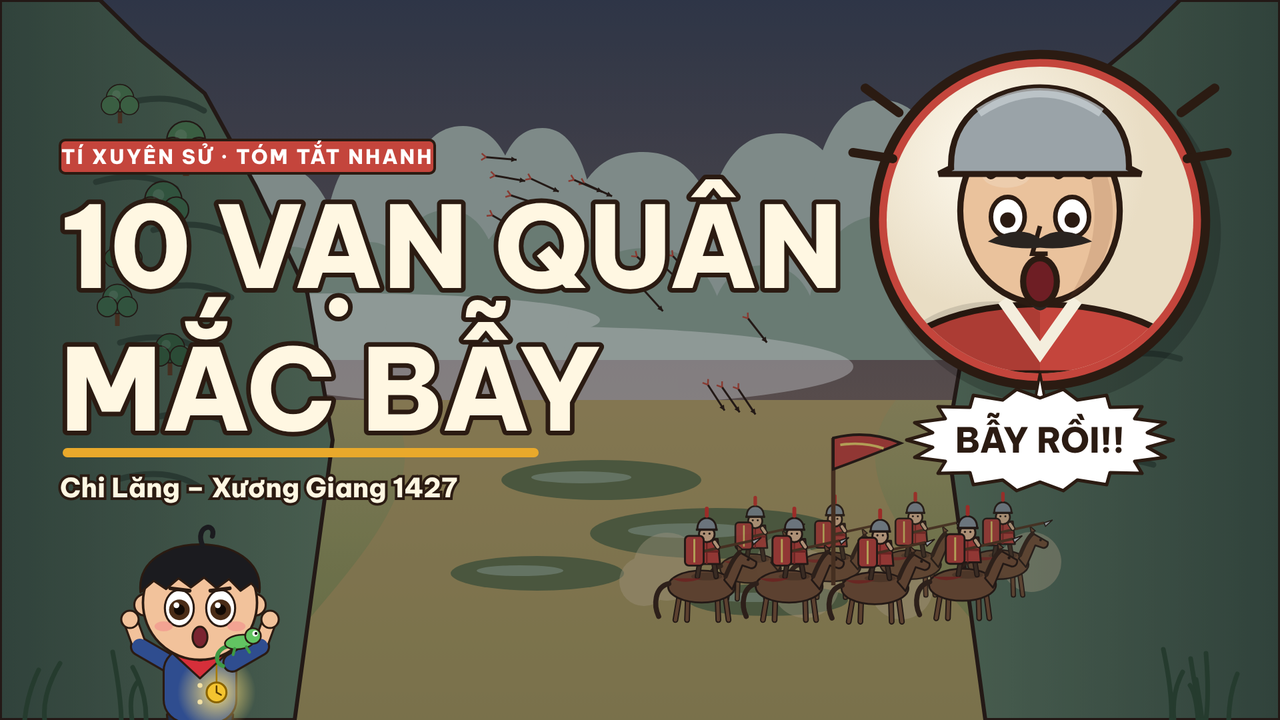 TÍ XUYÊN SỬ · TÓM TẮT NHANH
10 VẠN QUÂN
MẮC BẪY
Chi Lăng – Xương Giang 1427
BẪY RỒI!!